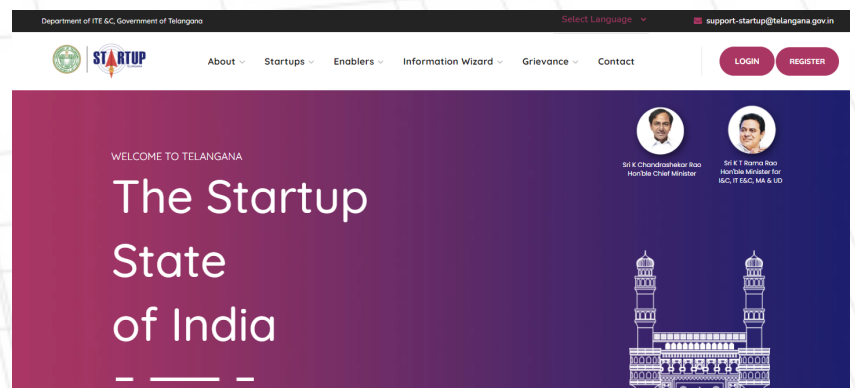 Department of ITE &C, Government of Telangana
Select Language
support-startup@telangana.gov.in
STARTUP
About
Startups
Enablers
Information Wizard
Grievance
Contact
LOGIN
REGISTER
Sri K Chandrashekar Rao
Hon'ble Chief Minister
Sri K T Rama Rao
Hon'ble Minister for
I&C, IT E&C, MA & UD
WELCOME TO TELANGANA
The Startup
State
of India